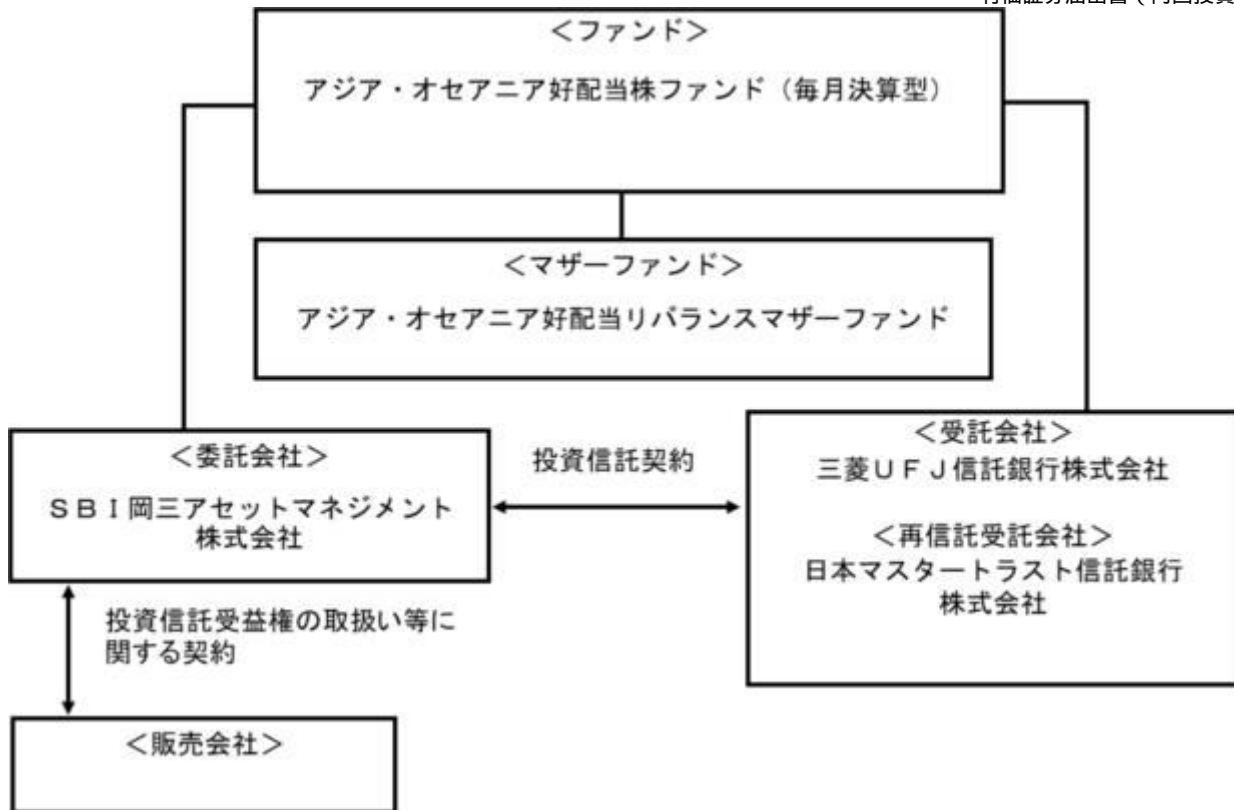 ＜ファンド＞
アジア・オセアニア好配当株ファンド（毎月決算型）
＜マザーファンド＞
アジア・オセアニア好配当リバランスマザーファンド
＜委託会社＞
ＳＢＩ岡三アセットマネジメント
株式会社
投資信託契約
＜受託会社＞
三菱ＵＦＪ信託銀行株式会社
＜再信託受託会社＞
日本マスタートラスト信託銀行
株式会社
投資信託受益権の取扱い等に
関する契約
＜販売会社＞